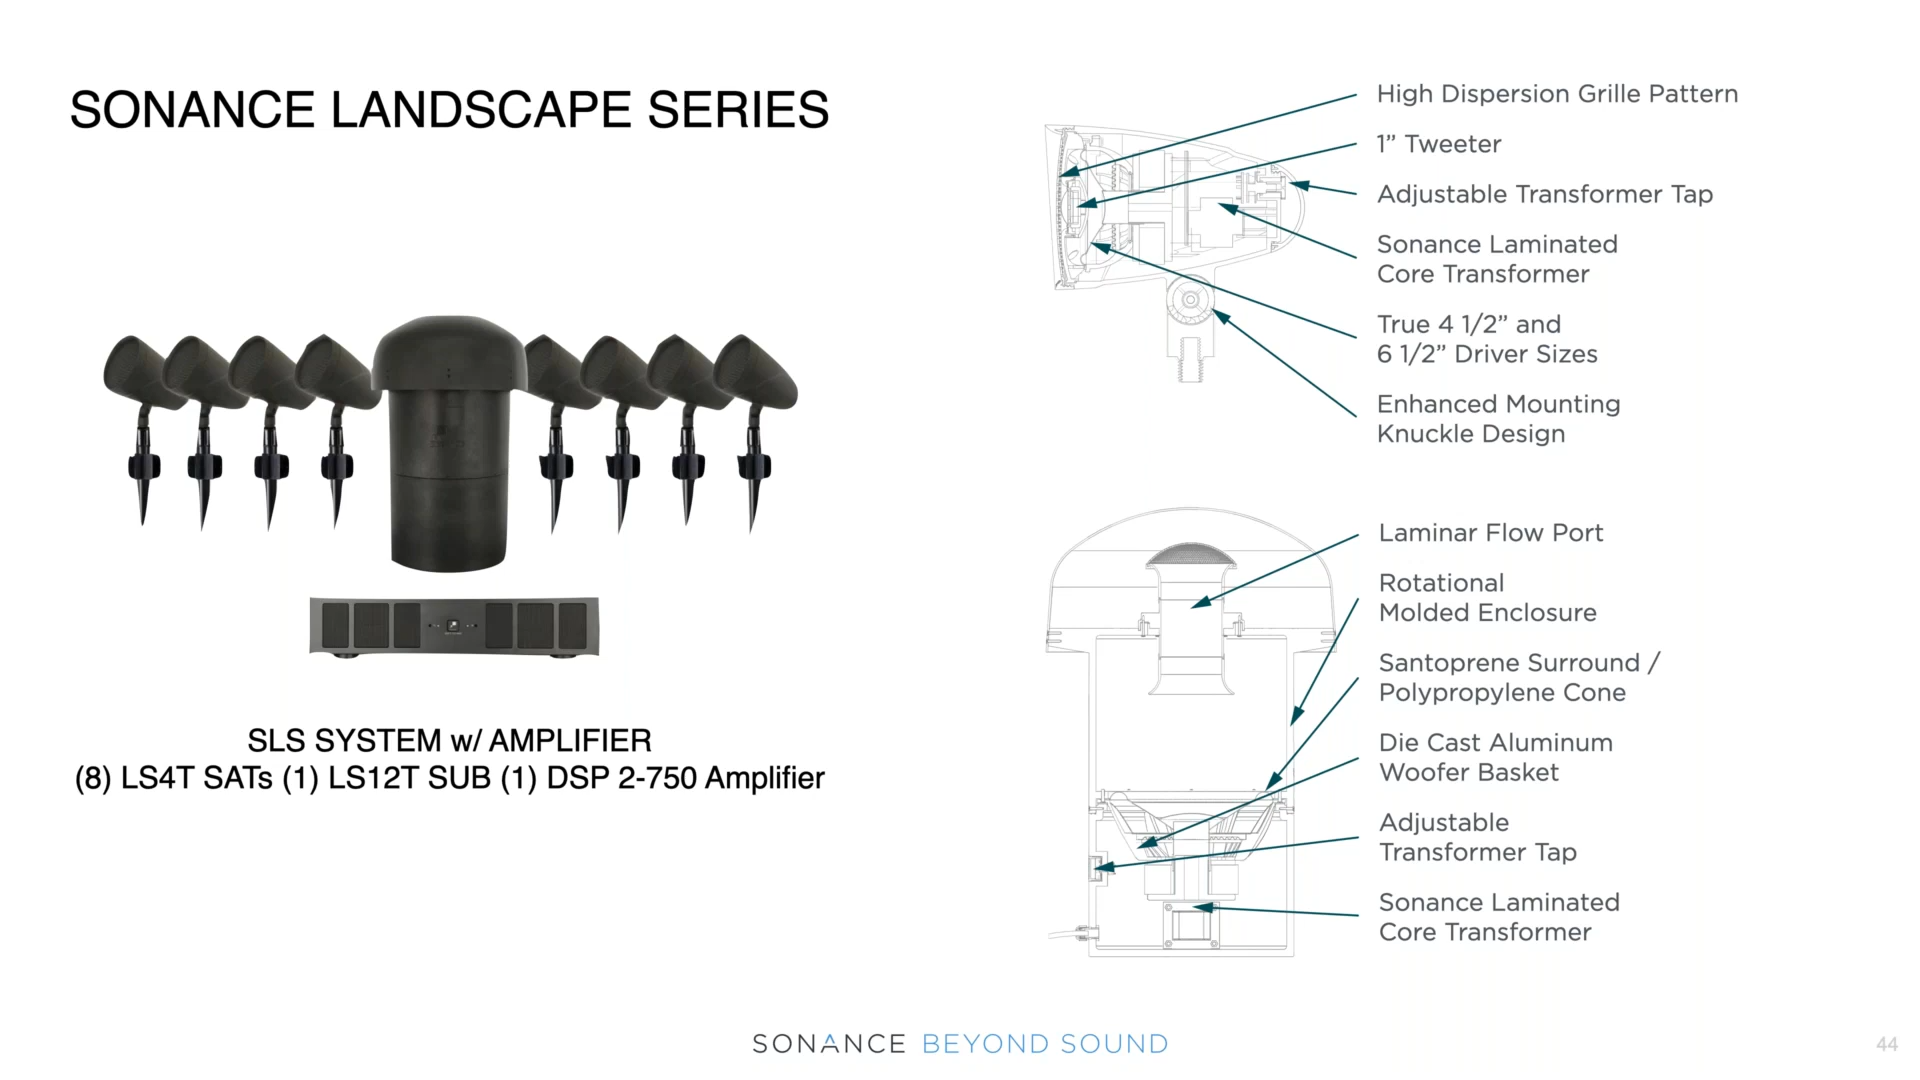 SONANCE LANDSCAPE SERIES
SLS SYSTEM w/ AMPLIFIER
(8) LS4T SATs (1) LS12T SUB (1) DSP 2-750 Amplifier
High Dispersion Grille Pattern
1” Tweeter
Adjustable Transformer Tap
Sonance Laminated
Core Transformer
True 4 1/2” and
6 1/2” Driver Sizes
Enhanced Mounting
Knuckle Design
Laminar Flow Port
Rotational
Molded Enclosure
Santoprene Surround /
Polypropylene Cone
Die Cast Aluminum
Woofer Basket
Adjustable
Transformer Tap
Sonance Laminated
Core Transformer
SONANCE BEYOND SOUND
44